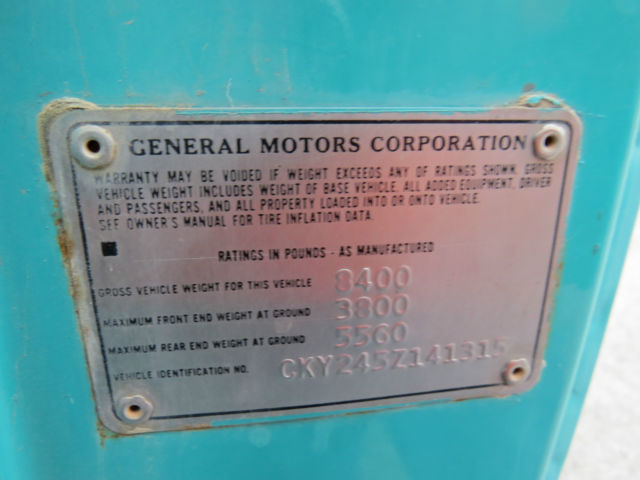 GENERAL MOTORS CORPORATION
WARRANTY MAY BE VOIDED IF WEIGHT EXCEEDS ANY OF RATINGS SHOWN. GROSS
VEHICLE WEIGHT INCLUDES WEIGHT OF BASE VEHICLE, ALL ADDED EQUIPMENT, DRIVER
AND PASSENGERS, AND ALL PROPERTY LOADED INTO OR ONTO VEHICLE.
SEE OWNER'S MANUAL FOR TIRE INFLATION DATA.
RATINGS IN POUNDS - AS MANUFACTURED
GROSS VEHICLE WEIGHT FOR THIS VEHICLE 8400
MAXIMUM FRONT END WEIGHT AT GROUND 3800
MAXIMUM REAR END WEIGHT AT GROUND 5560
VEHICLE IDENTIFICATION NO. CKY245Z141315